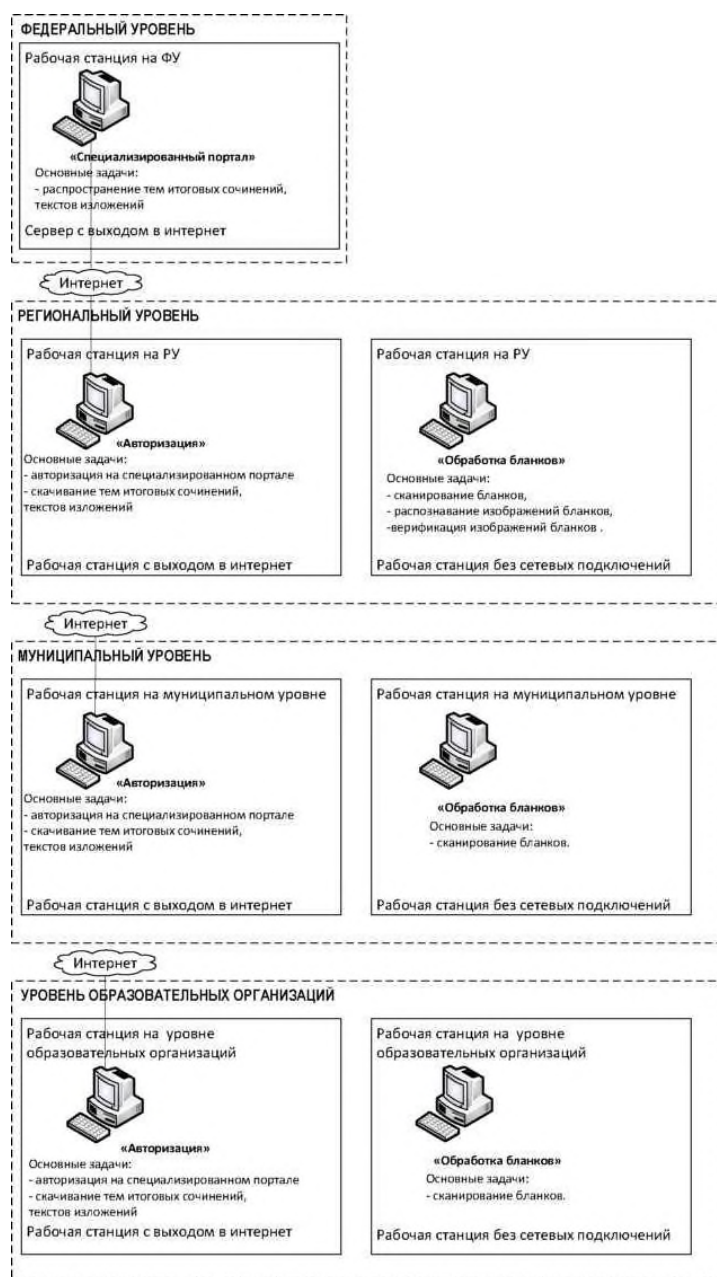 ФЕДЕРАЛЬНЫЙ УРОВЕНЬ
Рабочая станция на ФУ
«Специализированный портал»
Основные задачи:
- распространение тем итоговых сочинений,
текстов изложений
Сервер с выходом в интернет
Интернет
РЕГИОНАЛЬНЫЙ УРОВЕНЬ
Рабочая станция на РУ
«Авторизация»
Основные задачи:
- авторизация на специализированном портале
- скачивание тем итоговых сочинений,
текстов изложений
Рабочая станция с выходом в интернет
Рабочая станция на РУ
«Обработка бланков»
Основные задачи:
- сканирование бланков,
- распознавание изображений бланков,
-верификация изображений бланков .
Рабочая станция без сетевых подключений
Интернет
МУНИЦИПАЛЬНЫЙ УРОВЕНЬ
Рабочая станция на муниципальном уровне
«Авторизация»
Основные задачи:
- авторизация на специализированном портале
- скачивание тем итоговых сочинений,
текстов изложений
Рабочая станция с выходом в интернет
Рабочая станция на муниципальном уровне
«Обработка бланков»
Основные задачи:
- сканирование бланков.
Рабочая станция без сетевых подключений
Интернет
УРОВЕНЬ ОБРАЗОВАТЕЛЬНЫХ ОРГАНИЗАЦИЙ
Рабочая станция на уровне
образовательных организаций
«Авторизация»
Основные задачи:
- авторизация на специализированном портале
- скачивание тем итоговых сочинений,
текстов изложений
Рабочая станция с выходом в интернет
Рабочая станция на уровне
образовательных организаций
«Обработка бланков»
Основные задачи:
- сканирование бланков.
Рабочая станция без сетевых подключений